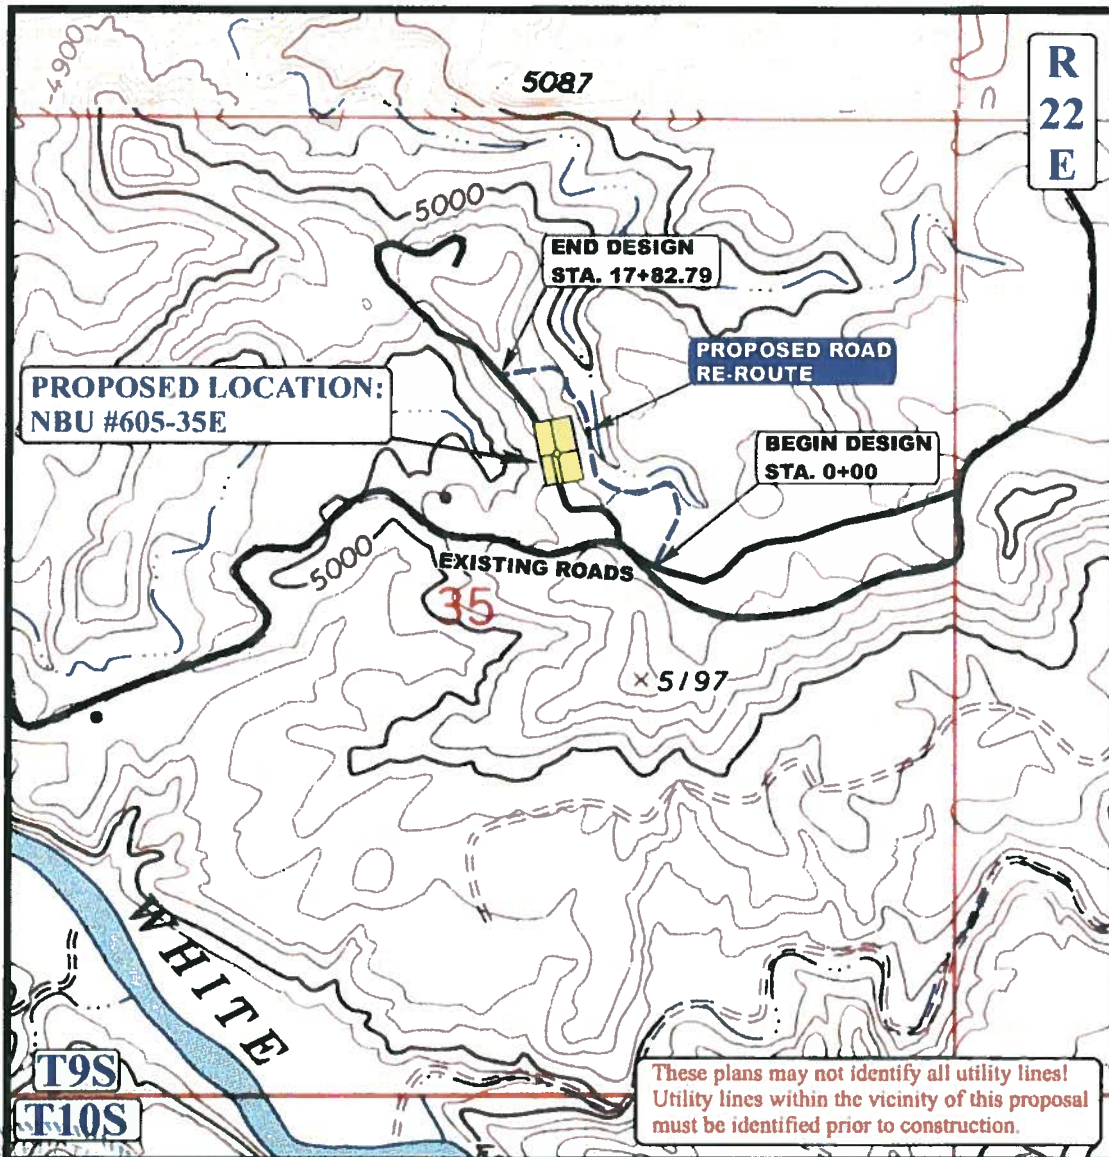 4900
5087
R
22
E
5000
END DESIGN
STA. 17+82.79
PROPOSED ROAD
RE-ROUTE
PROPOSED LOCATION:
NBU #605-35E
BEGIN DESIGN
STA. 0+00
5000
EXISTING ROADS
35
5197
WHITE
T9S
T10S
These plans may not identify all utility lines!
Utility lines within the vicinity of this proposal
must be identified prior to construction.